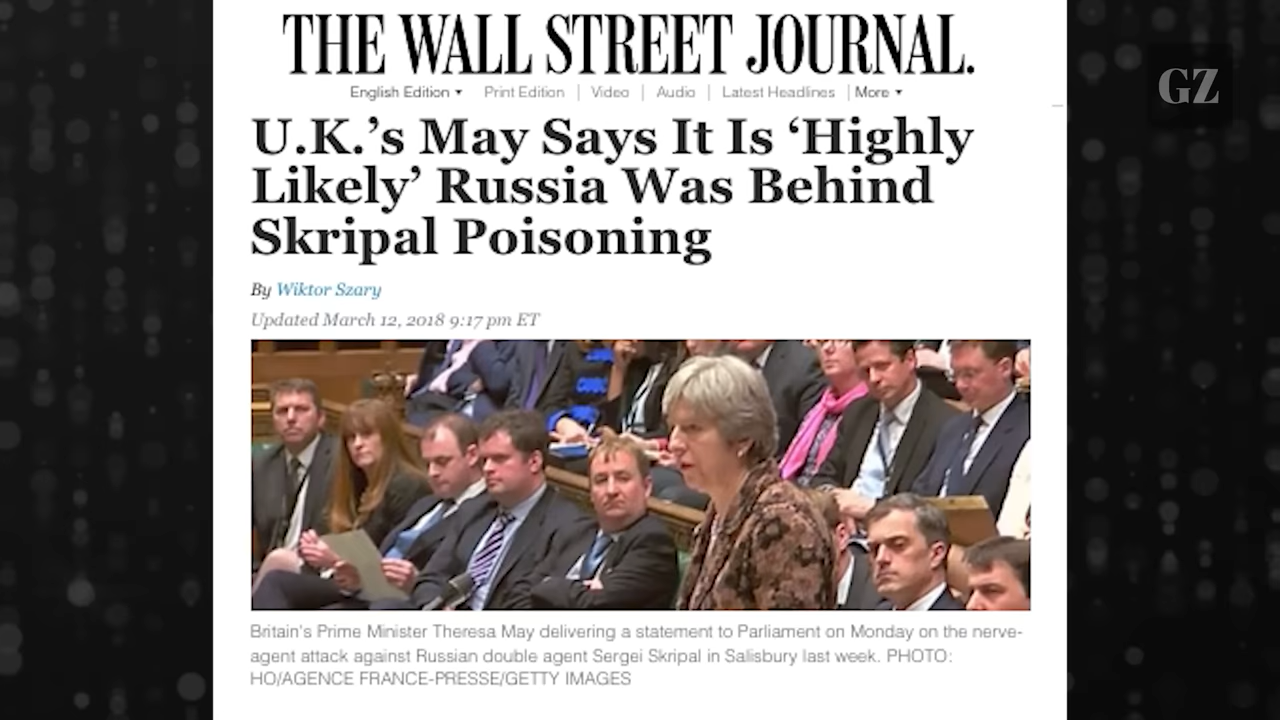 THE WALL STREET JOURNAL.
English Edition ▾ Print Edition | Video | Audio | Latest Headlines | More ▾
GZ
U.K.’s May Says It Is ‘Highly
Likely’ Russia Was Behind
Skripal Poisoning
By Wiktor Szary
Updated March 12, 2018 9:17 pm ET
Britain's Prime Minister Theresa May delivering a statement to Parliament on Monday on the nerve-
agent attack against Russian double agent Sergei Skripal in Salisbury last week. PHOTO:
HO/AGENCE FRANCE-PRESSE/GETTY IMAGES